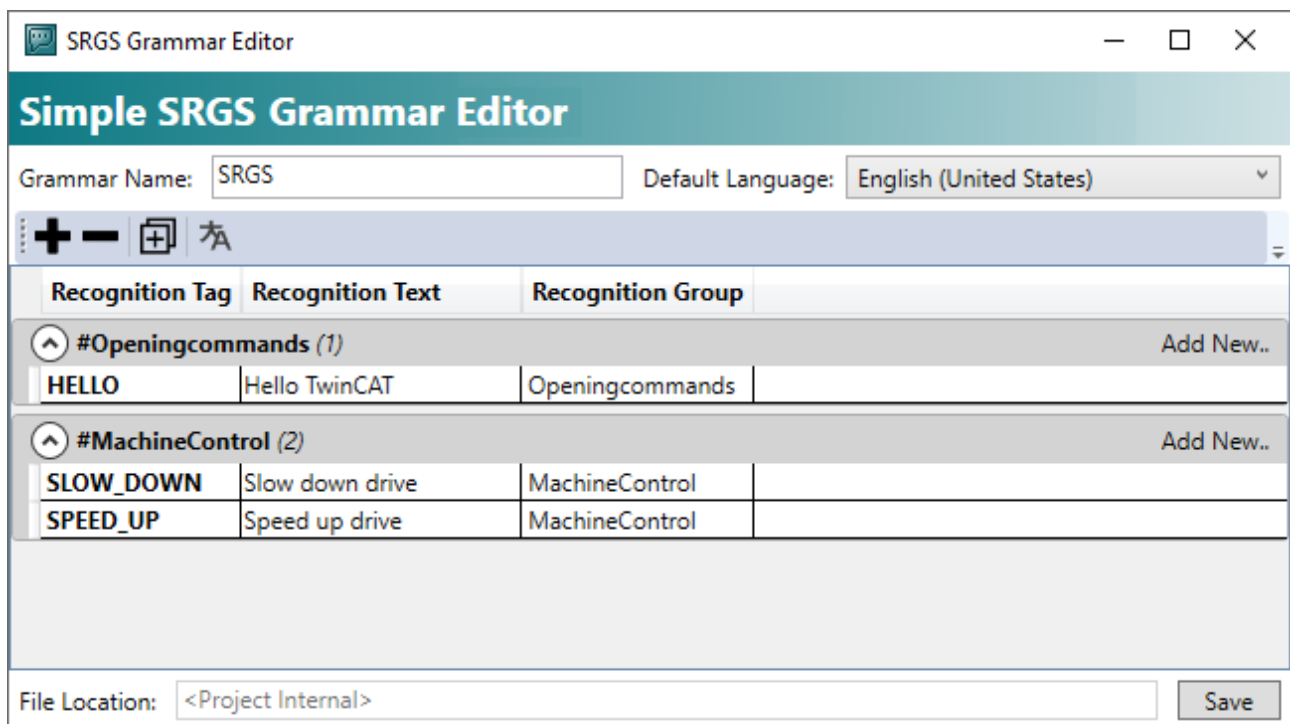 SRGS Grammar Editor
Simple SRGS Grammar Editor
Grammar Name: SRGS Default Language: English (United States)
Recognition Tag Recognition Text Recognition Group
#Openingcommands (1) Add New..
HELLO Hello TwinCAT Openingcommands
#MachineControl (2) Add New..
SLOW_DOWN Slow down drive MachineControl
SPEED_UP Speed up drive MachineControl
File Location: <Project Internal> Save